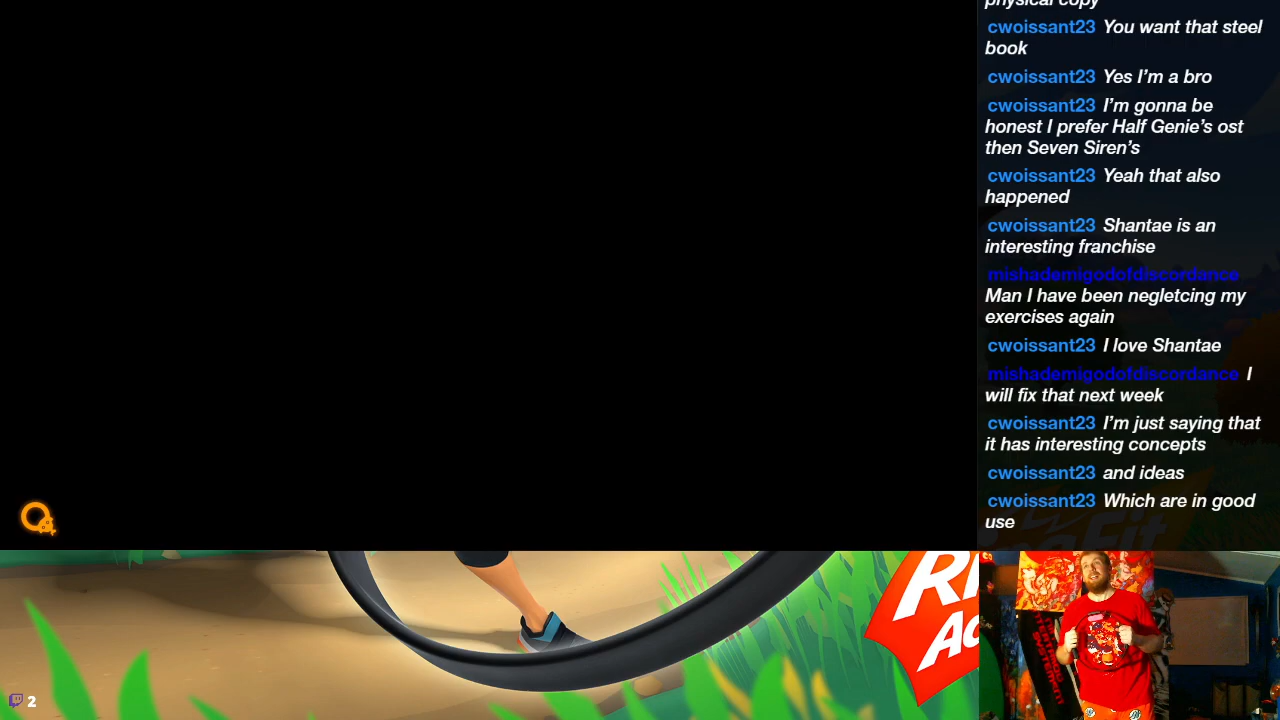 physical copy
cwoissant23 You want that steel
book
cwoissant23 Yes I’m a bro
cwoissant23 I’m gonna be
honest I prefer Half Genie’s ost
then Seven Siren’s
cwoissant23 Yeah that also
happened
cwoissant23 Shantae is an
interesting franchise
mishademigodofdiscordance
Man I have been negletcing my
exercises again
cwoissant23 I love Shantae
mishademigodofdiscordance I
will fix that next week
cwoissant23 I’m just saying that
it has interesting concepts
cwoissant23 and ideas
cwoissant23 Which are in good
use
2